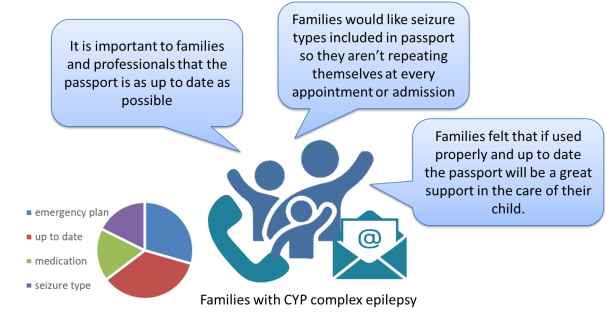 It is important to families
and professionals that the
passport is as up to date as
possible
Families would like seizure
types included in passport
so they aren't repeating
themselves at every
appointment or admission
Families felt that if used
properly and up to date
the passport will be a great
support in the care of their
child.
emergency plan
up to date
medication
seizure type
@
Families with CYP complex epilepsy